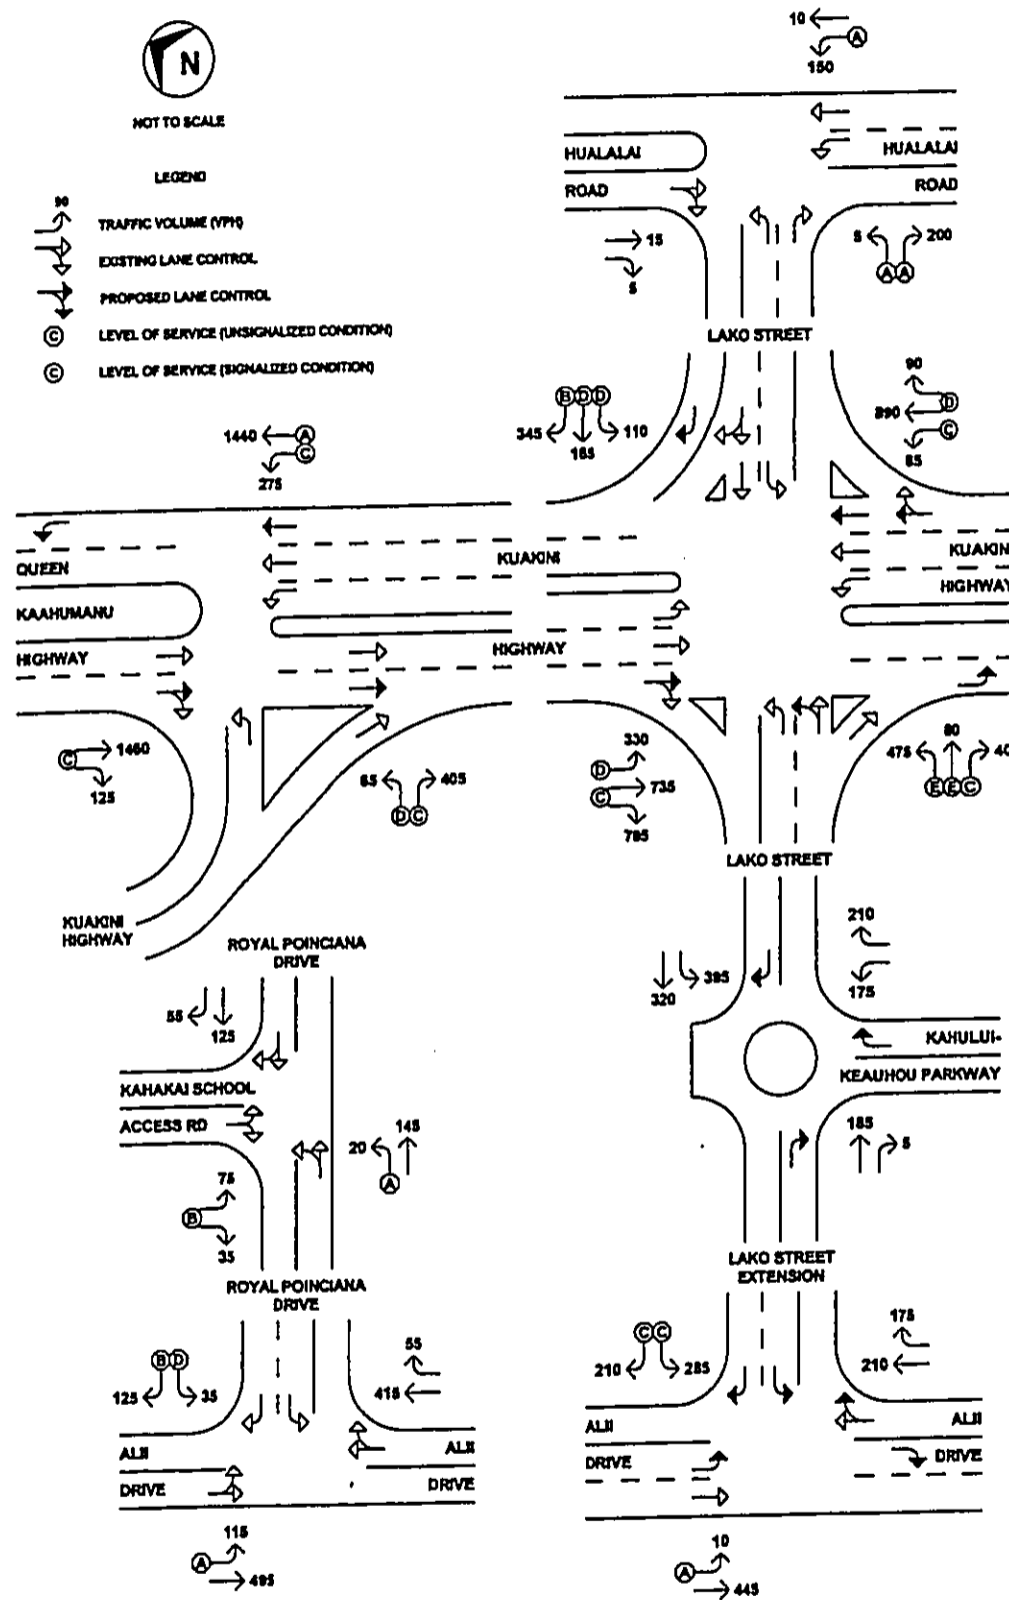 N
NOT TO SCALE
LEGEND
90
TRAFFIC VOLUME (VPH)
EXISTING LANE CONTROL
PROPOSED LANE CONTROL
C LEVEL OF SERVICE (UNSIGNALIZED CONDITION)
C LEVEL OF SERVICE (SIGNALIZED CONDITION)
10
A
150
HUALALAI
HUALALAI
ROAD
ROAD
15
5
5
200
A A
LAKO STREET
B D D
345
165
110
90
890
D
C
85
1440
A
C
275
QUEEN
KAAHUMANU
HIGHWAY
KUAKINI
HIGHWAY
KUAKINI
HIGHWAY
C
1460
125
65
405
D C
330
D
735
C
785
475
80
40
E E C
LAKO STREET
KUAKINI
HIGHWAY
ROYAL POINCIANA
DRIVE
55
125
KAHAKAI SCHOOL
ACCESS RD
20
145
A
75
B
35
395
320
210
175
KAHULUI-
KEAUHOU PARKWAY
185
5
ROYAL POINCIANA
DRIVE
LAKO STREET
EXTENSION
B D
125
35
55
415
ALII
ALII
DRIVE
DRIVE
115
A
495
C C
210
285
175
210
ALII
ALII
DRIVE
DRIVE
10
A
445